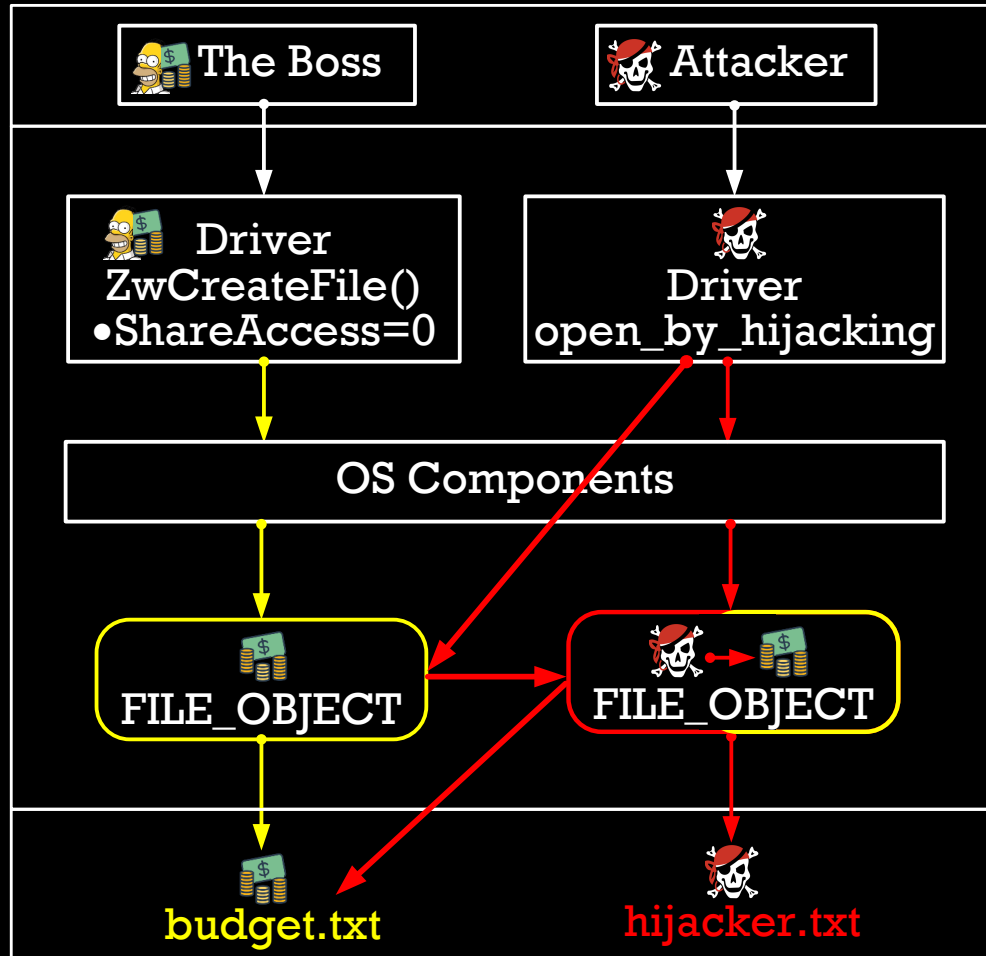 The Boss
Attacker
Driver
ZwCreateFile()
●ShareAccess=0
Driver
open_by_hijacking
OS Components
FILE_OBJECT
FILE_OBJECT
budget.txt
hijacker.txt